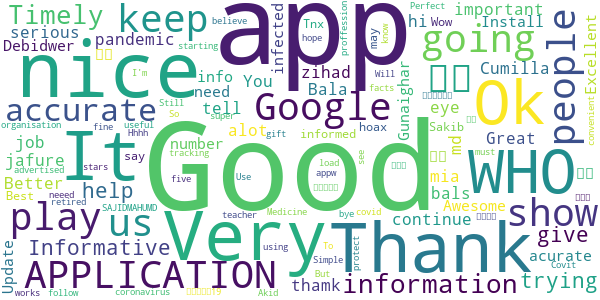 Timely
keep
app
going
important
hi
Wow
Install
Perfect
know
Excellent
believe
starting
Tnx
hope
proffession
may
Will
infected
serious
Debidwer
pandemic
nice
info
need
You
tell
zihad
Bala
I'm
facts
Still
So
super
Google
Gunaighar
Cumilla
eye
Ok
people
convenient
accurate
organisation
fine
useful
Hhhh
gift
informed
hoax
number
alot
md
Sakib
Great
must
job
say
tracking
It
Good
jafure
advertised
stars
five
load
appw
see
WHO
Better
Best
neeed
retired
help
Use
mia
bals
Awesome
play
us
SAJIDMAHUMD
teacher
Medicine
bye
covid
continue
show
Very
Thank
Informative
using
To
Simple
But
protect
give
acurate
Covit
Update
APPLICATION
information
thamk
trying
works
follow
coronavirus
Akid